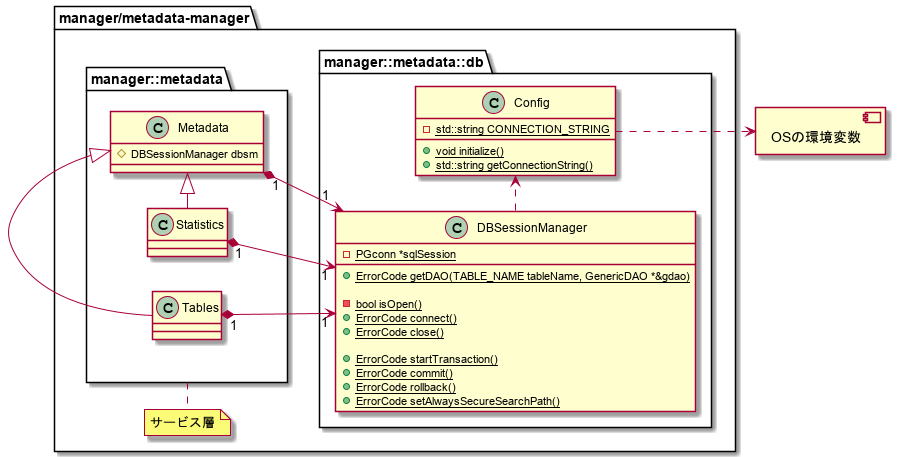 manager/metadata-manager
manager::metadata
Metadata
DBSessionManager dbsm
Statistics
Tables
サービス層
manager::metadata::db
Config
std::string CONNECTION_STRING
void initialize()
std::string getConnectionString()
DBSessionManager
PGconn *sqlSession
ErrorCode getDAO(TABLE_NAME tableName, GenericDAO *&gdao)
bool isOpen()
ErrorCode connect()
ErrorCode close()
ErrorCode startTransaction()
ErrorCode commit()
ErrorCode rollback()
ErrorCode setAlwaysSecureSearchPath()
OSの環境変数
1
1
1
1
1
1
C
C
C
C
C